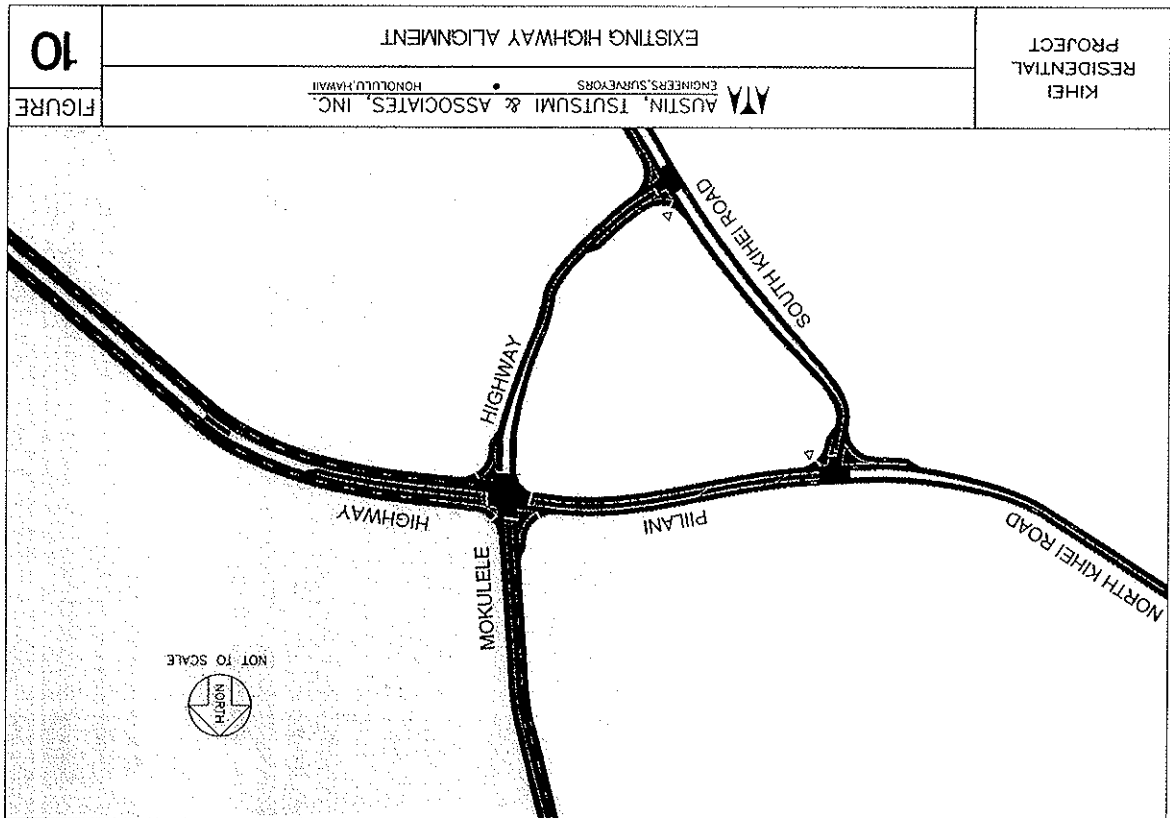 NOT TO SCALE
NORTH
MOKULELE
HIGHWAY
PIILANI
HIGHWAY
NORTH KIHEI ROAD
SOUTH KIHEI ROAD
KIHEI
RESIDENTIAL
PROJECT
ATA
AUSTIN, TSUTSUMI & ASSOCIATES, INC.
ENGINEERS, SURVEYORS • HONOLULU, HAWAII
EXISTING HIGHWAY ALIGNMENT
FIGURE
10